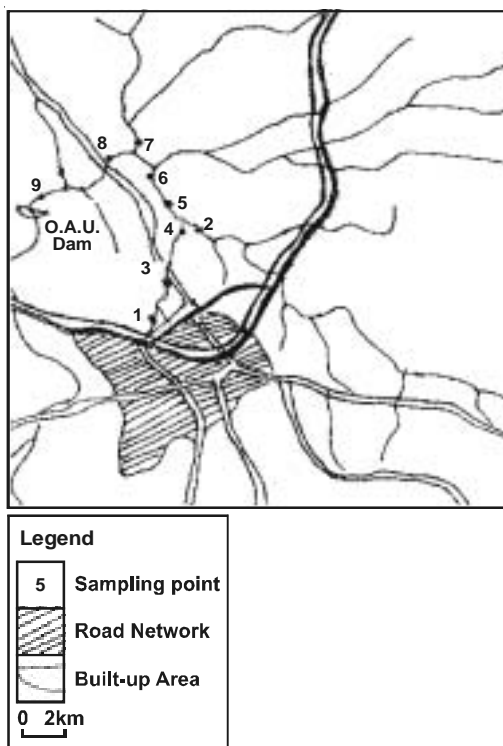 7
8
6
9
5
O.A.U.
Dam
4
2
3
1
Legend
5 Sampling point
Road Network
Built-up Area
0 2km